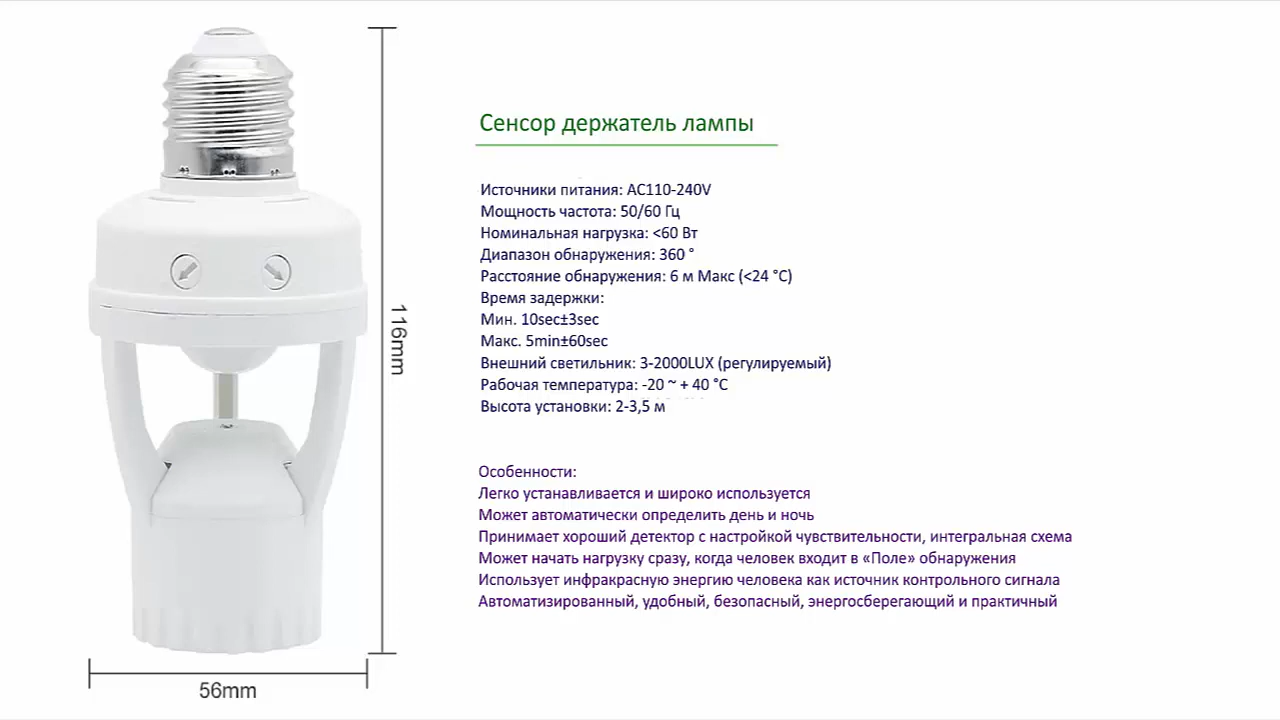 Сенсор держатель лампы
Источники питания: AC110-240V
Мощность частота: 50/60 Гц
Номинальная нагрузка: <60 Вт
Диапазон обнаружения: 360 °
Расстояние обнаружения: 6 м Макс (<24 °C)
Время задержки:
Мин. 10sec±3sec
Макс. 5min±60sec
Внешний светильник: 3-2000LUX (регулируемый)
Рабочая температура: -20 ~ + 40 °C
Высота установки: 2-3,5 м
Особенности:
Легко устанавливается и широко используется
Может автоматически определить день и ночь
Принимает хороший детектор с настройкой чувствительности, интегральная схема
Может начать нагрузку сразу, когда человек входит в «Поле» обнаружения
Использует инфракрасную энергию человека как источник контрольного сигнала
Автоматизированный, удобный, безопасный, энергосберегающий и практичный
116mm
56mm